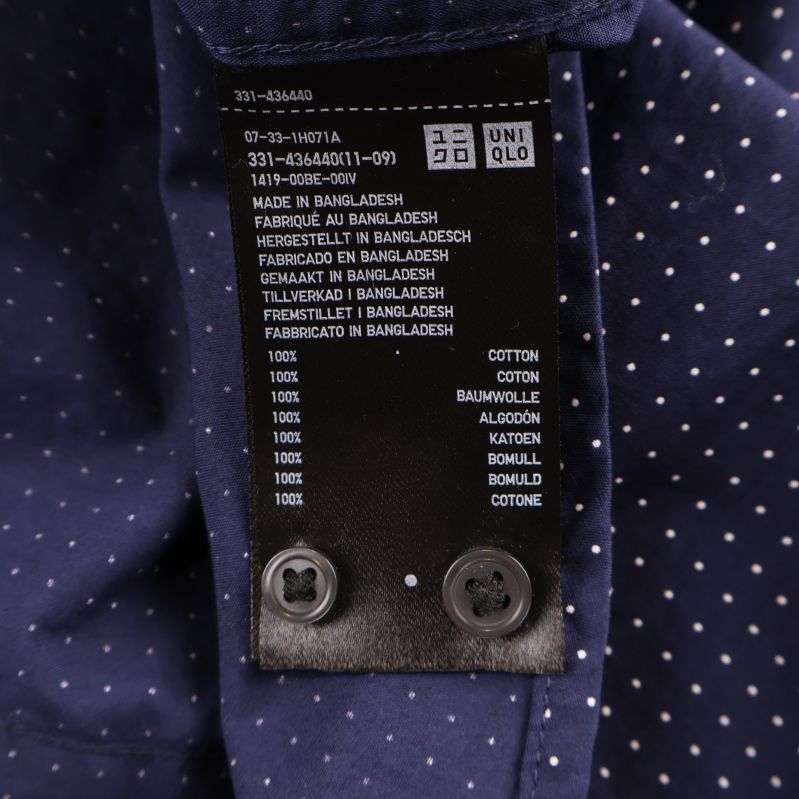 331-436440
07-33-1H071A
331-436440(11-09)
1419-00BE-00IV
ユニ
クロ
UNI
QLO
MADE IN BANGLADESH
FABRIQUÉ AU BANGLADESH
HERGESTELLT IN BANGLADESCH
FABRICADO EN BANGLADESH
GEMAAKT IN BANGLADESH
TILLVERKAD I BANGLADESH
FREMSTILLET I BANGLADESH
FABBRICATO IN BANGLADESH
100% COTTON
100% COTON
100% BAUMWOLLE
100% ALGODÓN
100% KATOEN
100% BOMULL
100% BOMULD
100% COTONE